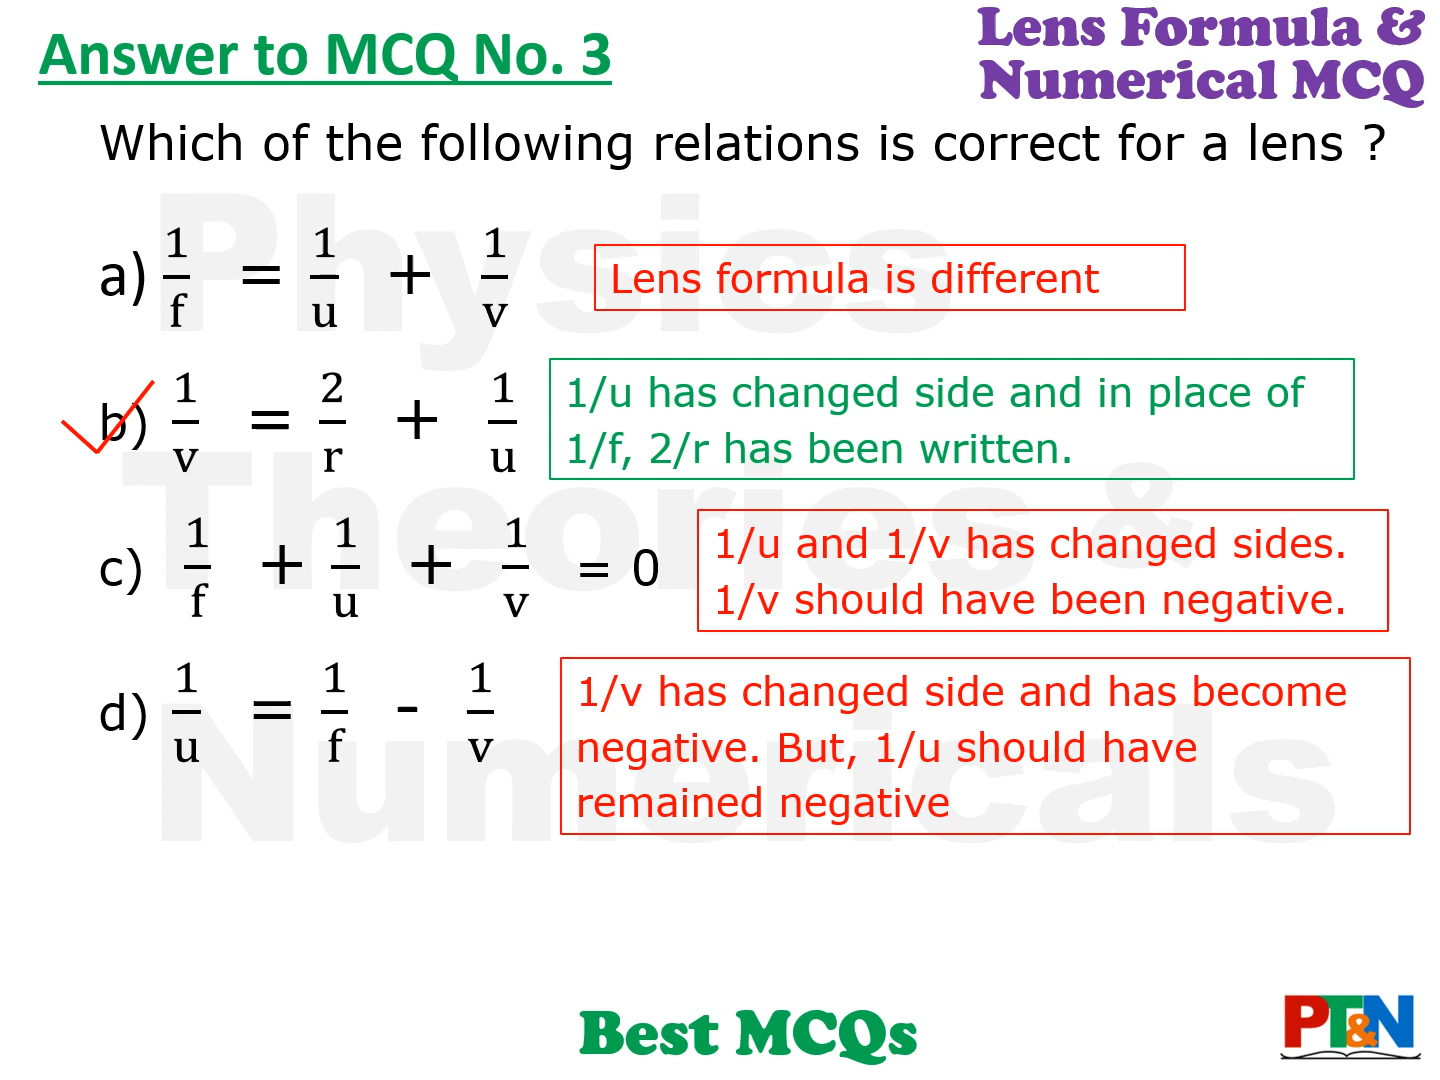 Answer to MCQ No. 3
Lens Formula &
Numerical MCQ
Which of the following relations is correct for a lens ?
Physics
Theories &
Numericals
a) 1/f = 1/u + 1/v
Lens formula is different
b) 1/v = 2/r + 1/u
1/u has changed side and in place of
1/f, 2/r has been written.
c) 1/f + 1/u + 1/v = 0
1/u and 1/v has changed sides.
1/v should have been negative.
d) 1/u = 1/f - 1/v
1/v has changed side and has become
negative. But, 1/u should have
remained negative
Best MCQs
PT&N